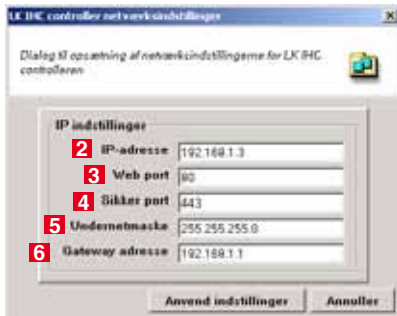 LK IHC controller netværksindstillinger
Dialog til opsætning af netværksindstillingerne for LK IHC
controlleren
IP indstillinger
2 IP-adresse 192.168.1.3
3 Web port 80
4 Sikker port 443
5 Undernetmaske 255.255.255.0
6 Gateway adresse 192.168.1.1
Anvend indstillinger Annuller